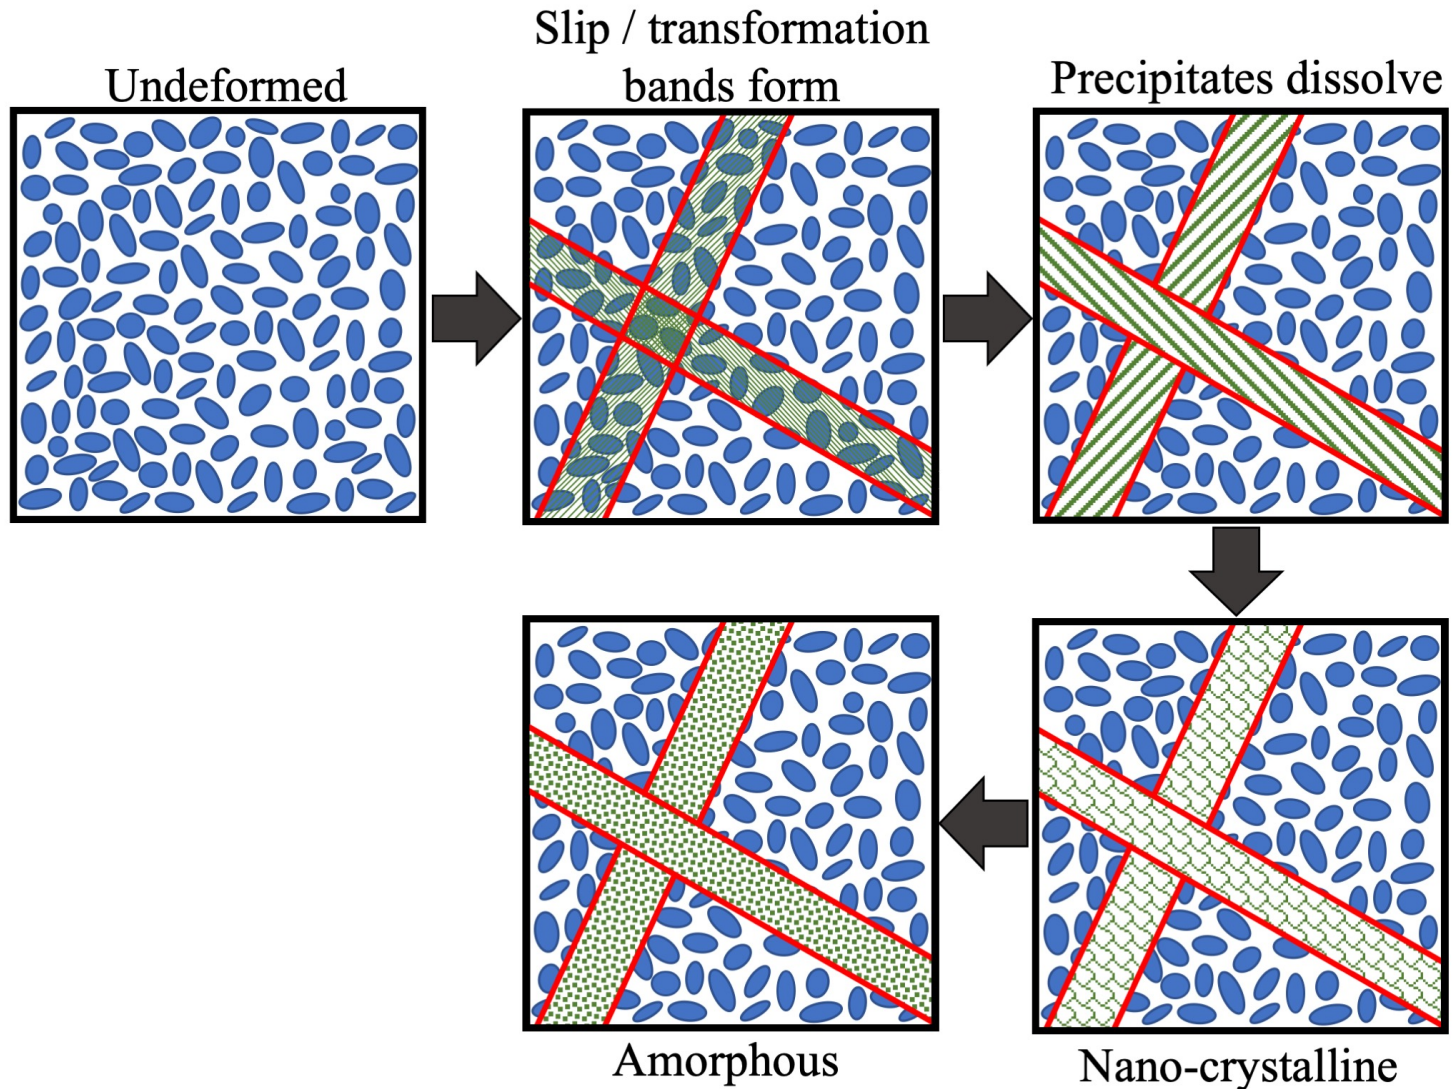 Undeformed
Slip / transformation
bands form
Precipitates dissolve
Amorphous
Nano-crystalline